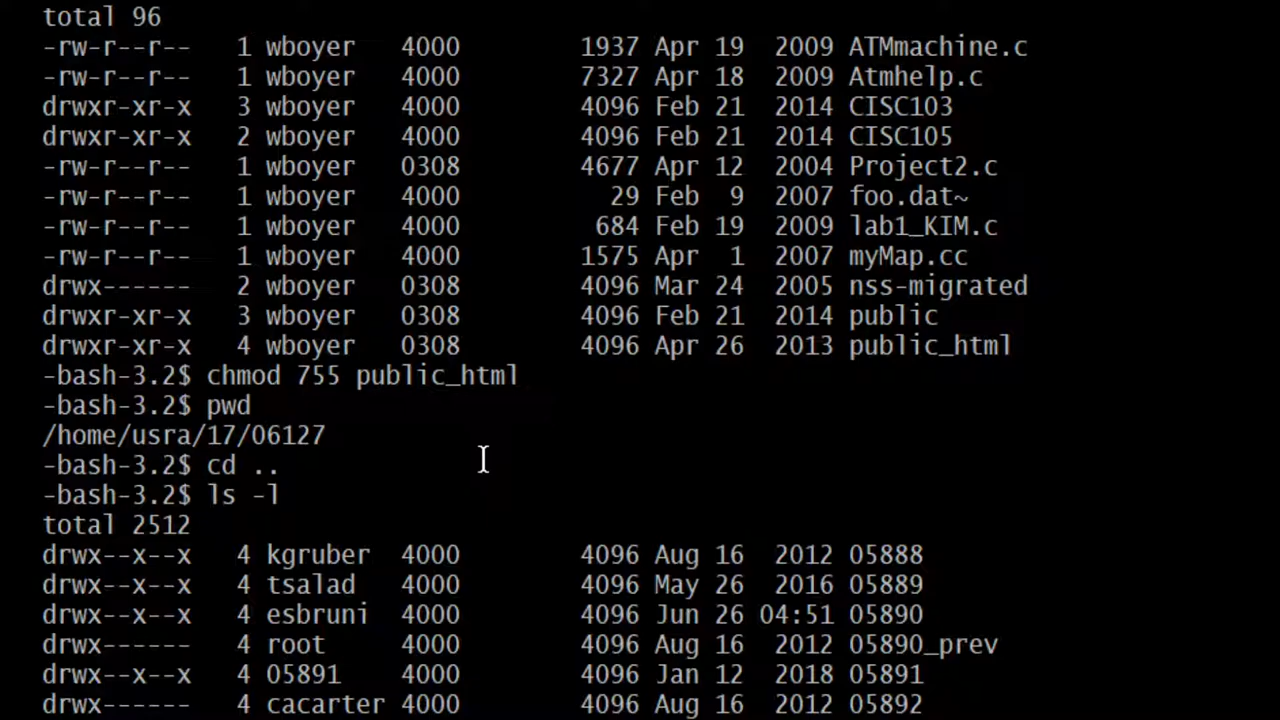 total 96
-rw-r--r-- 1 wboyer 4000 1937 Apr 19 2009 ATMmachine.c
-rw-r--r-- 1 wboyer 4000 7327 Apr 18 2009 Atmhelp.c
drwxr-xr-x 3 wboyer 4000 4096 Feb 21 2014 CISC103
drwxr-xr-x 2 wboyer 4000 4096 Feb 21 2014 CISC105
-rw-r--r-- 1 wboyer 0308 4677 Apr 12 2004 Project2.c
-rw-r--r-- 1 wboyer 4000 29 Feb 9 2007 foo.dat~
-rw-r--r-- 1 wboyer 4000 684 Feb 19 2009 lab1_KIM.c
-rw-r--r-- 1 wboyer 4000 1575 Apr 1 2007 myMap.cc
drwx------ 2 wboyer 0308 4096 Mar 24 2005 nss-migrated
drwxr-xr-x 3 wboyer 0308 4096 Feb 21 2014 public
drwxr-xr-x 4 wboyer 0308 4096 Apr 26 2013 public_html
-bash-3.2$ chmod 755 public_html
-bash-3.2$ pwd
/home/usra/17/06127
-bash-3.2$ cd ..
-bash-3.2$ ls -l
total 2512
drwx--x--x 4 kgruber 4000 4096 Aug 16 2012 05888
drwx--x--x 4 tsalad 4000 4096 May 26 2016 05889
drwx--x--x 4 esbruni 4000 4096 Jun 26 04:51 05890
drwx------ 4 root 4000 4096 Aug 16 2012 05890_prev
drwx--x--x 4 05891 4000 4096 Jan 12 2018 05891
drwx------ 4 cacarter 4000 4096 Aug 16 2012 05892